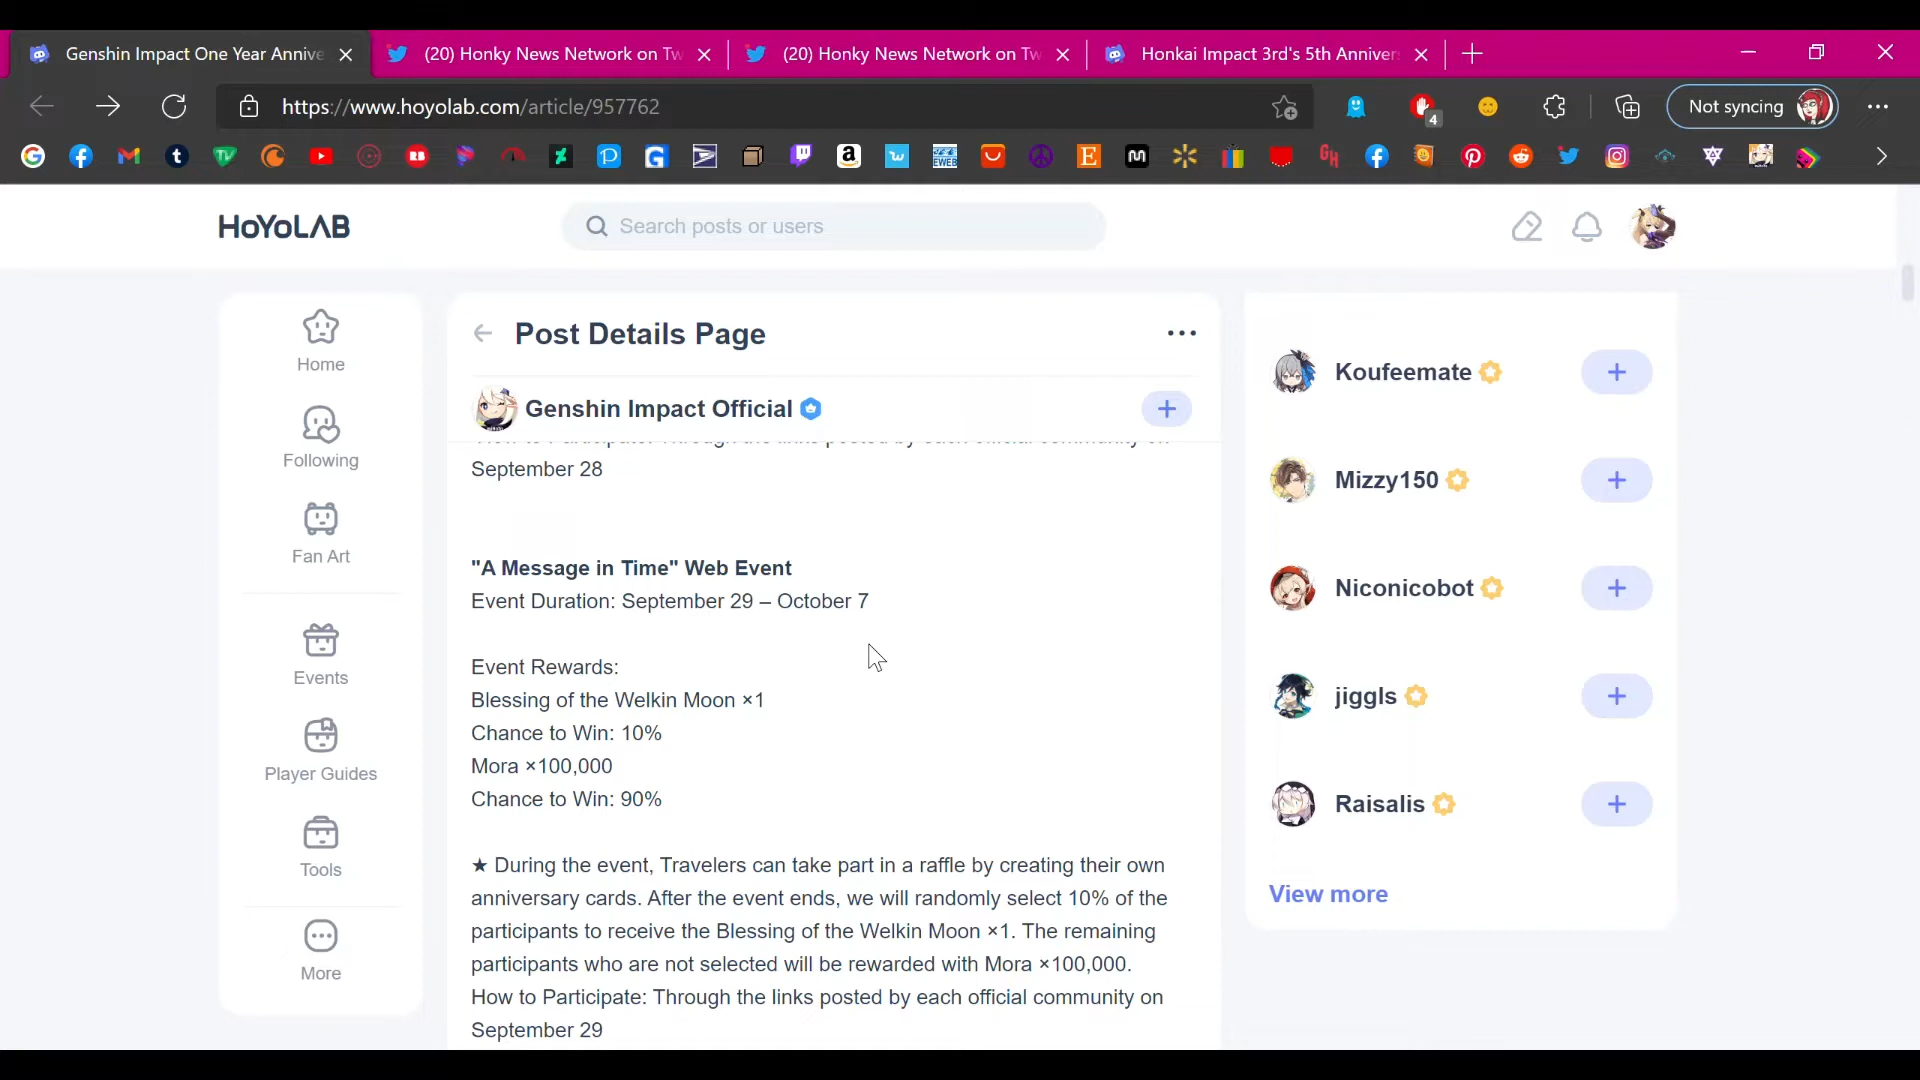 Genshin Impact One Year Annive
(20) Honky News Network on Tw
(20) Honky News Network on Tw
Honkai Impact 3rd's 5th Anniver
https://www.hoyolab.com/article/957762
4
Not syncing
HoYoLAB
Search posts or users
Home
Following
Fan Art
Events
Player Guides
Tools
More
Post Details Page
Genshin Impact Official
September 28
"A Message in Time" Web Event
Event Duration: September 29 – October 7
Event Rewards:
Blessing of the Welkin Moon ×1
Chance to Win: 10%
Mora ×100,000
Chance to Win: 90%
★ During the event, Travelers can take part in a raffle by creating their own
anniversary cards. After the event ends, we will randomly select 10% of the
participants to receive the Blessing of the Welkin Moon ×1. The remaining
participants who are not selected will be rewarded with Mora ×100,000.
How to Participate: Through the links posted by each official community on
September 29
Koufeemate
Mizzy150
Niconicobot
jiggls
Raisalis
View more